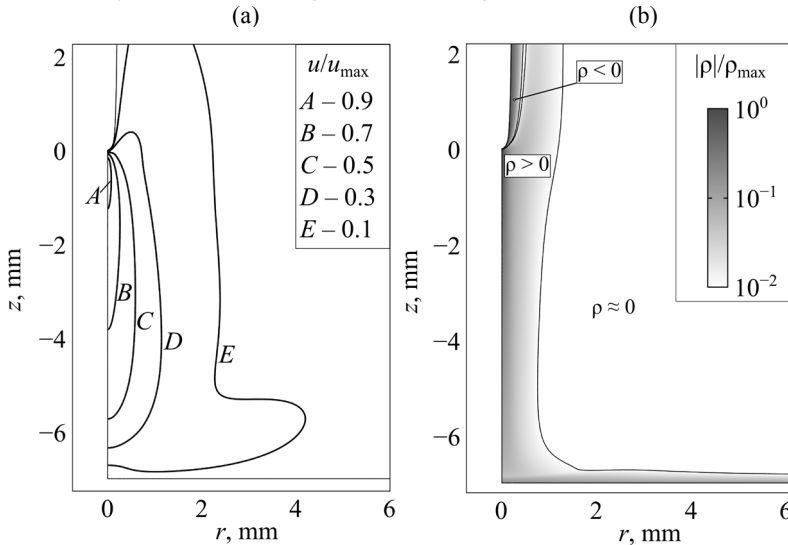 (a)
(b)
u/umax
A – 0.9
B – 0.7
C – 0.5
D – 0.3
E – 0.1
2
0
−2
−4
−6
z, mm
A
B
C
D
E
0
2
4
6
r, mm
|ρ|/ρmax
10⁰
10⁻¹
10⁻²
ρ < 0
ρ > 0
ρ ≈ 0
2
0
−2
−4
−6
z, mm
0
2
4
6
r, mm